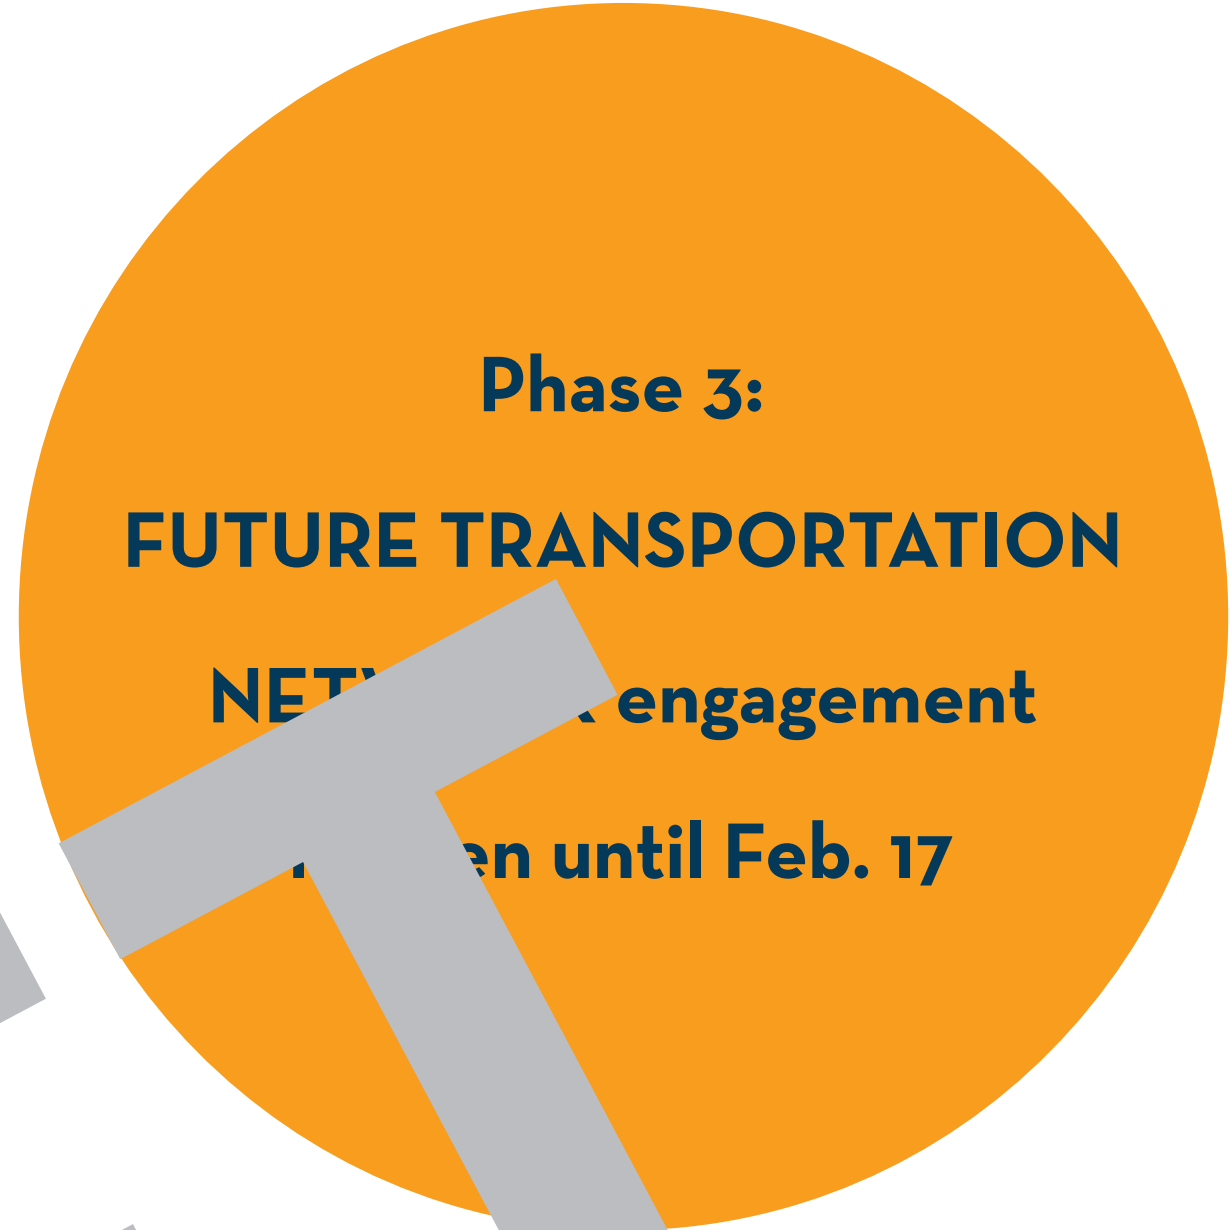 Phase 3:
FUTURE TRANSPORTATION
engagement
until Feb. 17